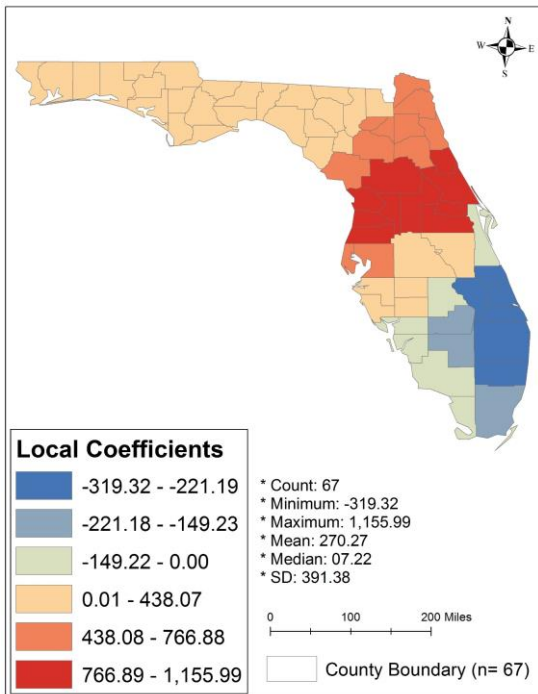 N
W E
S
Local Coefficients
-319.32 - -221.19
-221.18 - -149.23
-149.22 - 0.00
0.01 - 438.07
438.08 - 766.88
766.89 - 1,155.99
* Count: 67
* Minimum: -319.32
* Maximum: 1,155.99
* Mean: 270.27
* Median: 07.22
* SD: 391.38
0 100 200 Miles
County Boundary (n= 67)